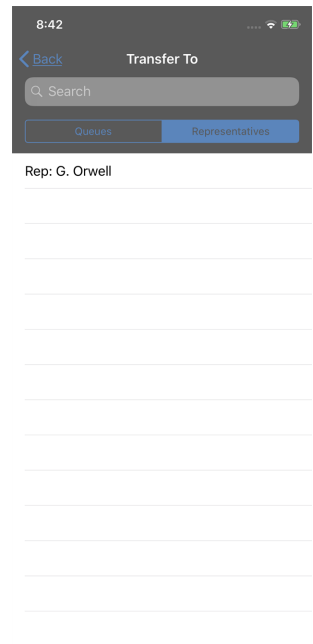 8:42
Back Transfer To
Search
Queues Representatives
Rep: G. Orwell